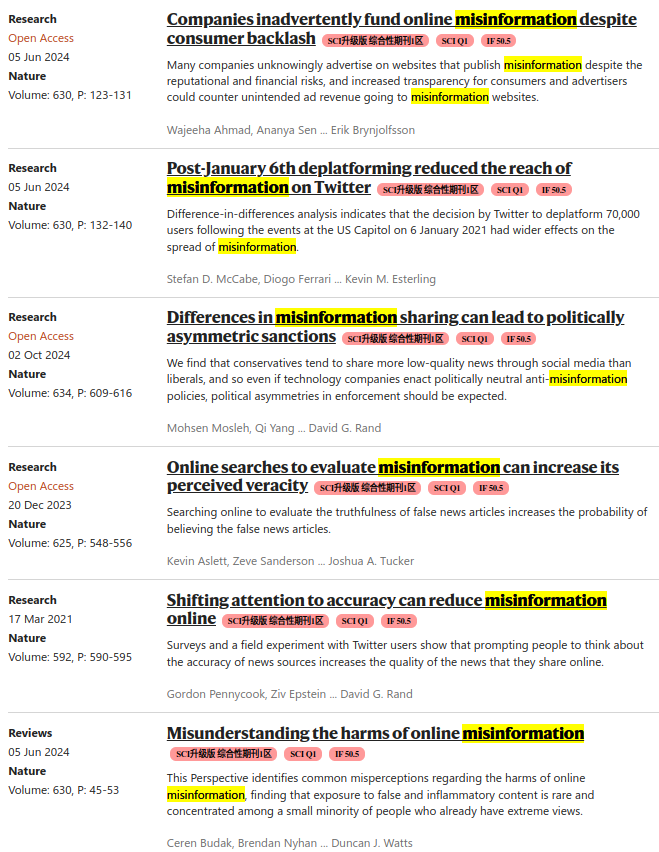 Research
Open Access
05 Jun 2024
Nature
Volume: 630, P: 123-131
Companies inadvertently fund online misinformation despite
consumer backlash SCI升级版 综合性期刊1区 SCI Q1 IF 50.5
Many companies unknowingly advertise on websites that publish misinformation despite the
reputational and financial risks, and increased transparency for consumers and advertisers
could counter unintended ad revenue going to misinformation websites.
Wajeeha Ahmad, Ananya Sen ... Erik Brynjolfsson
Research
05 Jun 2024
Nature
Volume: 630, P: 132-140
Post-January 6th deplatforming reduced the reach of
misinformation on Twitter SCI升级版 综合性期刊1区 SCI Q1 IF 50.5
Difference-in-differences analysis indicates that the decision by Twitter to deplatform 70,000
users following the events at the US Capitol on 6 January 2021 had wider effects on the
spread of misinformation.
Stefan D. McCabe, Diogo Ferrari ... Kevin M. Esterling
Research
Open Access
02 Oct 2024
Nature
Volume: 634, P: 609-616
Differences in misinformation sharing can lead to politically
asymmetric sanctions SCI升级版 综合性期刊1区 SCI Q1 IF 50.5
We find that conservatives tend to share more low-quality news through social media than
liberals, and so even if technology companies enact politically neutral anti-misinformation
policies, political asymmetries in enforcement should be expected.
Mohsen Mosleh, Qi Yang ... David G. Rand
Research
Open Access
20 Dec 2023
Nature
Volume: 625, P: 548-556
Online searches to evaluate misinformation can increase its
perceived veracity SCI升级版 综合性期刊1区 SCI Q1 IF 50.5
Searching online to evaluate the truthfulness of false news articles increases the probability of
believing the false news articles.
Kevin Aslett, Zeve Sanderson ... Joshua A. Tucker
Research
17 Mar 2021
Nature
Volume: 592, P: 590-595
Shifting attention to accuracy can reduce misinformation
online SCI升级版 综合性期刊1区 SCI Q1 IF 50.5
Surveys and a field experiment with Twitter users show that prompting people to think about
the accuracy of news sources increases the quality of the news that they share online.
Gordon Pennycook, Ziv Epstein ... David G. Rand
Reviews
05 Jun 2024
Nature
Volume: 630, P: 45-53
Misunderstanding the harms of online misinformation
SCI升级版 综合性期刊1区 SCI Q1 IF 50.5
This Perspective identifies common misperceptions regarding the harms of online
misinformation, finding that exposure to false and inflammatory content is rare and
concentrated among a small minority of people who already have extreme views.
Ceren Budak, Brendan Nyhan ... Duncan J. Watts